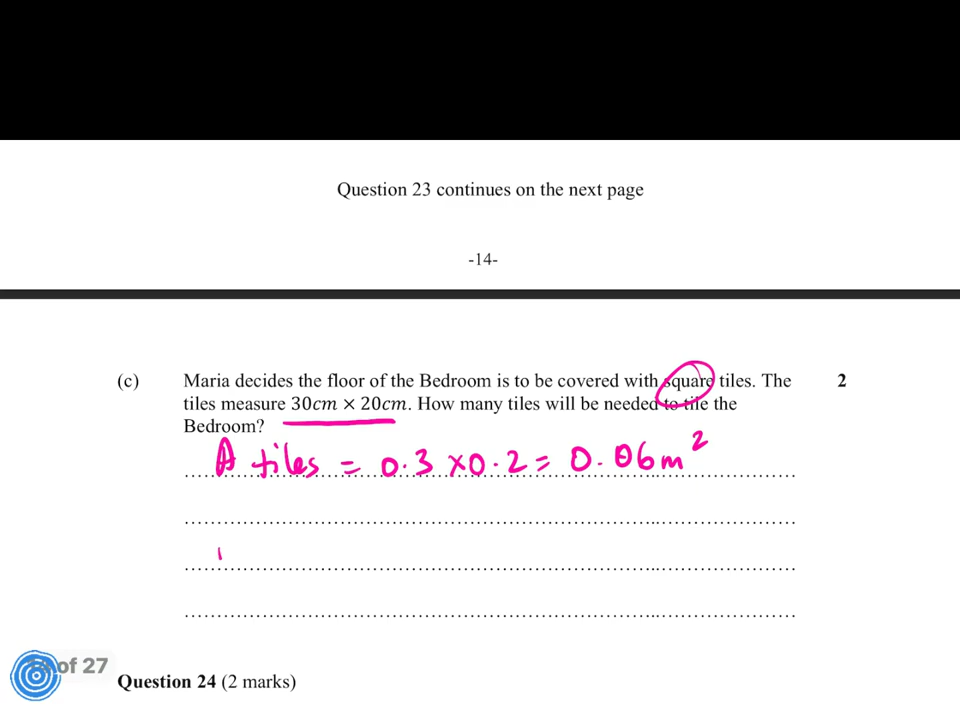 Question 23 continues on the next page
-14-
(c) Maria decides the floor of the Bedroom is to be covered with square tiles. The 2
tiles measure 30cm × 20cm. How many tiles will be needed to tile the
Bedroom?
A tiles = 0.3 × 0.2 = 0.06m²
of 27
Question 24 (2 marks)